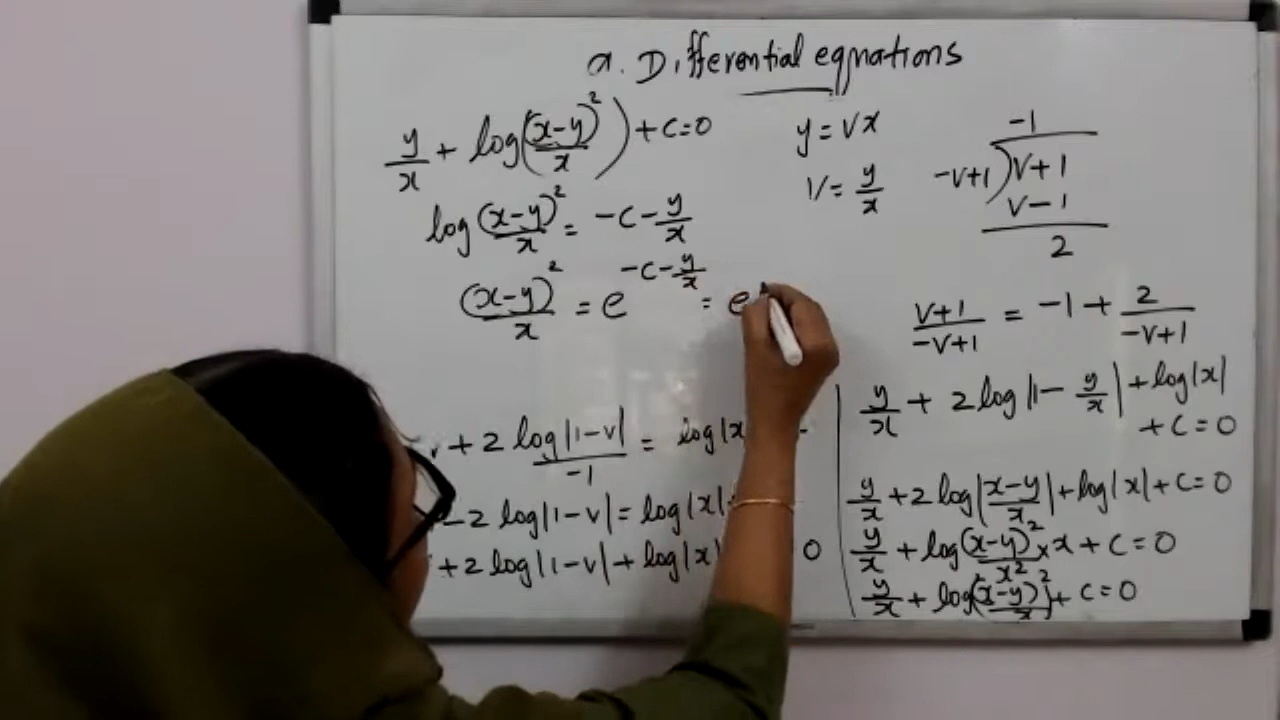 a. Differential equations
y/x + log((x-y)²/x) + c=0
log (x-y)²/x = -c - y/x
(x-y)²/x = e^(-c-y/x) = e
y = vx
v = y/x
-1
-v+1)v+1
v-1
2
v+1/-v+1 = -1 + 2/-v+1
+ 2 log|1-v|/-1 = log|x
- 2 log|1-v| = log|x|
+ 2 log|1-v| + log|x| 0
y/x + 2 log|1- y/x| + log|x|
+ c = 0
y/x + 2 log|x-y/x| + log|x| + c = 0
y/x + log (x-y)²/x² × x + c = 0
y/x + log (x-y)²/x + c = 0